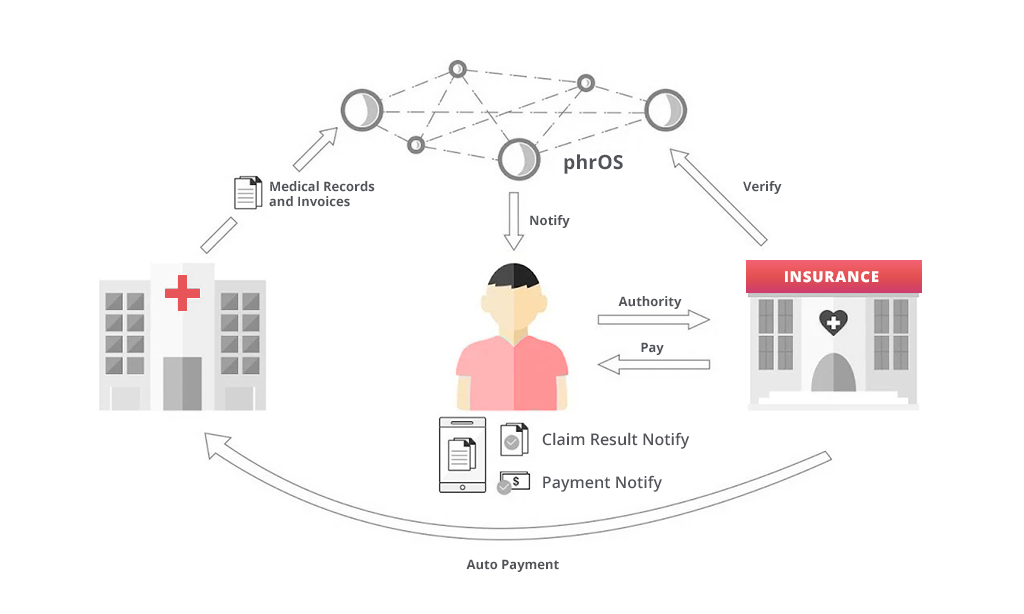 phrOS
Medical Records
and Invoices
Verify
Notify
INSURANCE
Authority
Pay
Claim Result Notify
$
Payment Notify
Auto Payment